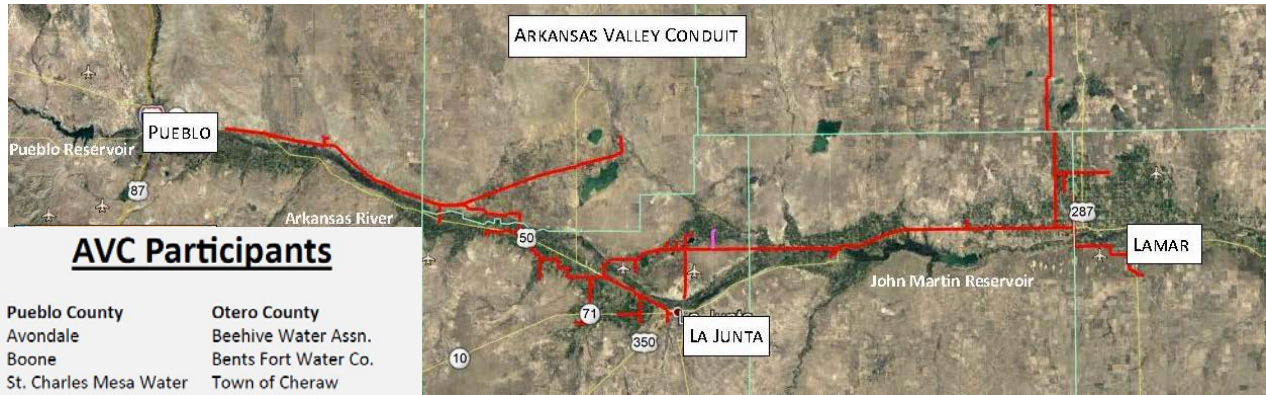 ARKANSAS VALLEY CONDUIT
PUEBLO
Pueblo Reservoir
87
Arkansas River
50
287
LAMAR
John Martin Reservoir
71
LA JUNTA
350
10
AVC Participants
Pueblo County
Avondale
Boone
St. Charles Mesa Water
Otero County
Beehive Water Assn.
Bents Fort Water Co.
Town of Cheraw